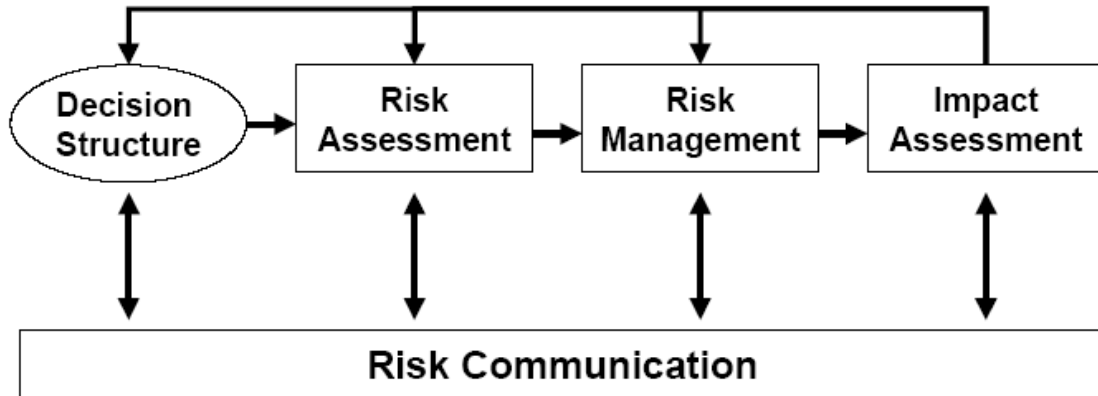 Decision
Structure
Risk
Assessment
Risk
Management
Impact
Assessment
Risk Communication